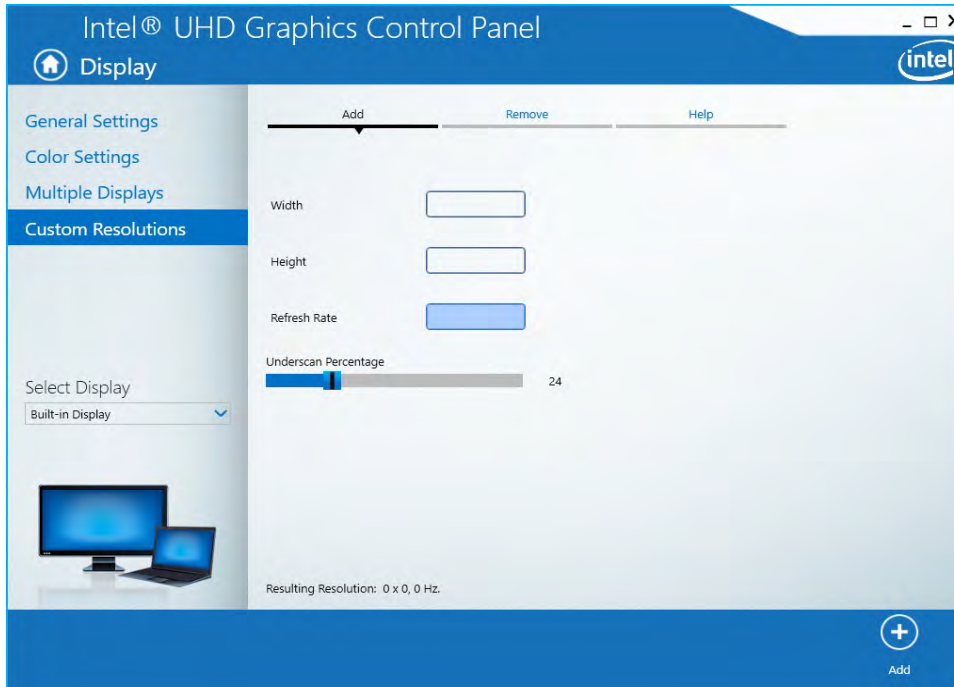 Intel® UHD Graphics Control Panel
Display
intel
General Settings
Color Settings
Multiple Displays
Custom Resolutions
Select Display
Built-in Display
Add Remove Help
Width
Height
Refresh Rate
Underscan Percentage
24
Resulting Resolution: 0 x 0, 0 Hz.
Add